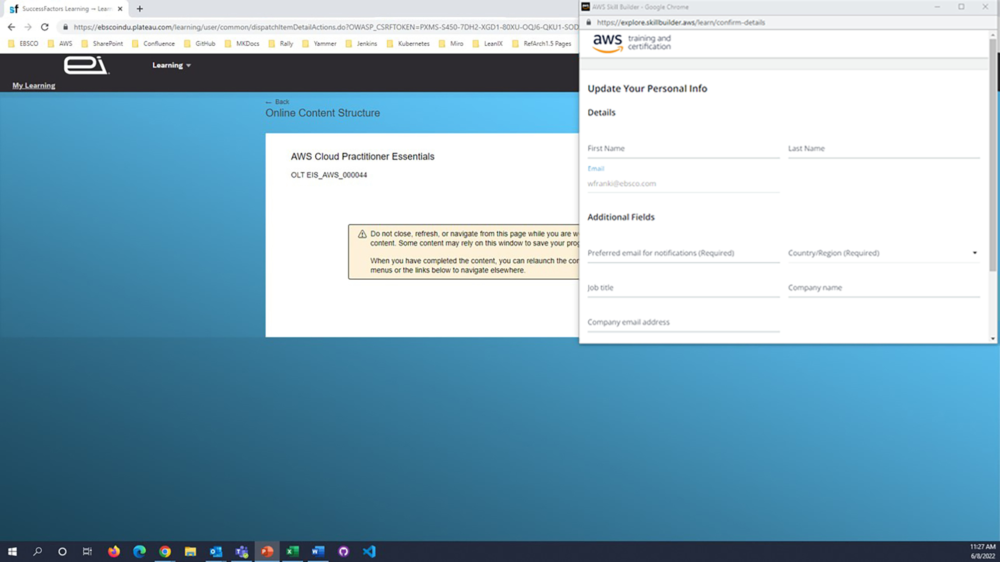 SuccessFactors Learning
https://ebscoindu.plateau.com/learning/user/common/dispatchItemDetailActions.do?OWASP_CSRFTOKEN=PXMS-S450-7DH2-XGD1-80XU-OQJ6-QKU1-SOD
EBSCO AWS SharePoint Confluence GitHub MKDocs Rally Yammer Jenkins Kubernetes Miro LeanIX RefArch1.5 Pages
ei
Learning
My Learning
← Back
Online Content Structure
AWS Cloud Practitioner Essentials
OLT EIS_AWS_000044
Do not close, refresh, or navigate from this page while you are w
content. Some content may rely on this window to save your prog
When you have completed the content, you can relaunch the con
menus or the links below to navigate elsewhere.
AWS Skill Builder - Google Chrome
https://explore.skillbuilder.aws/learn/confirm-details
aws training and
certification
Update Your Personal Info
Details
First Name Last Name
Email
wfranki@ebsco.com
Additional Fields
Preferred email for notifications (Required) Country/Region (Required)
Job title Company name
Company email address
11:27 AM
6/8/2022